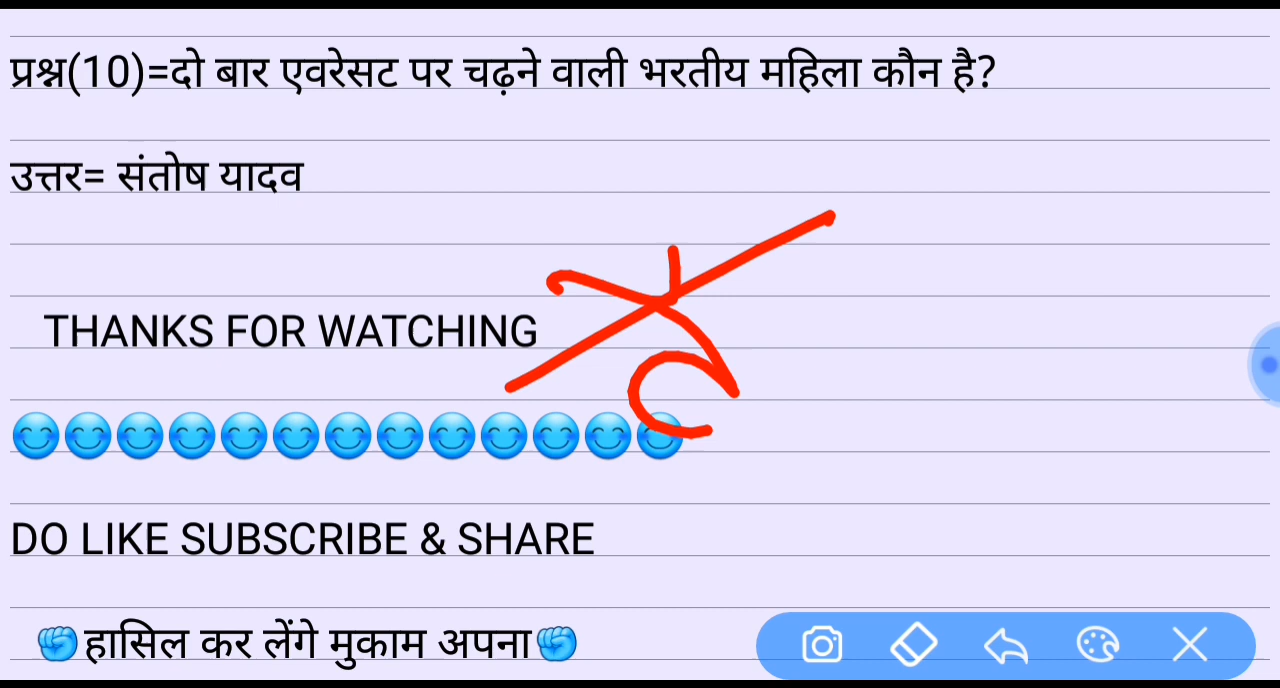 प्रश्न(10)=दो बार एवरेसट पर चढ़ने वाली भरतीय महिला कौन है?
उत्तर= संतोष यादव
THANKS FOR WATCHING
DO LIKE SUBSCRIBE & SHARE
हासिल कर लेंगे मुकाम अपना